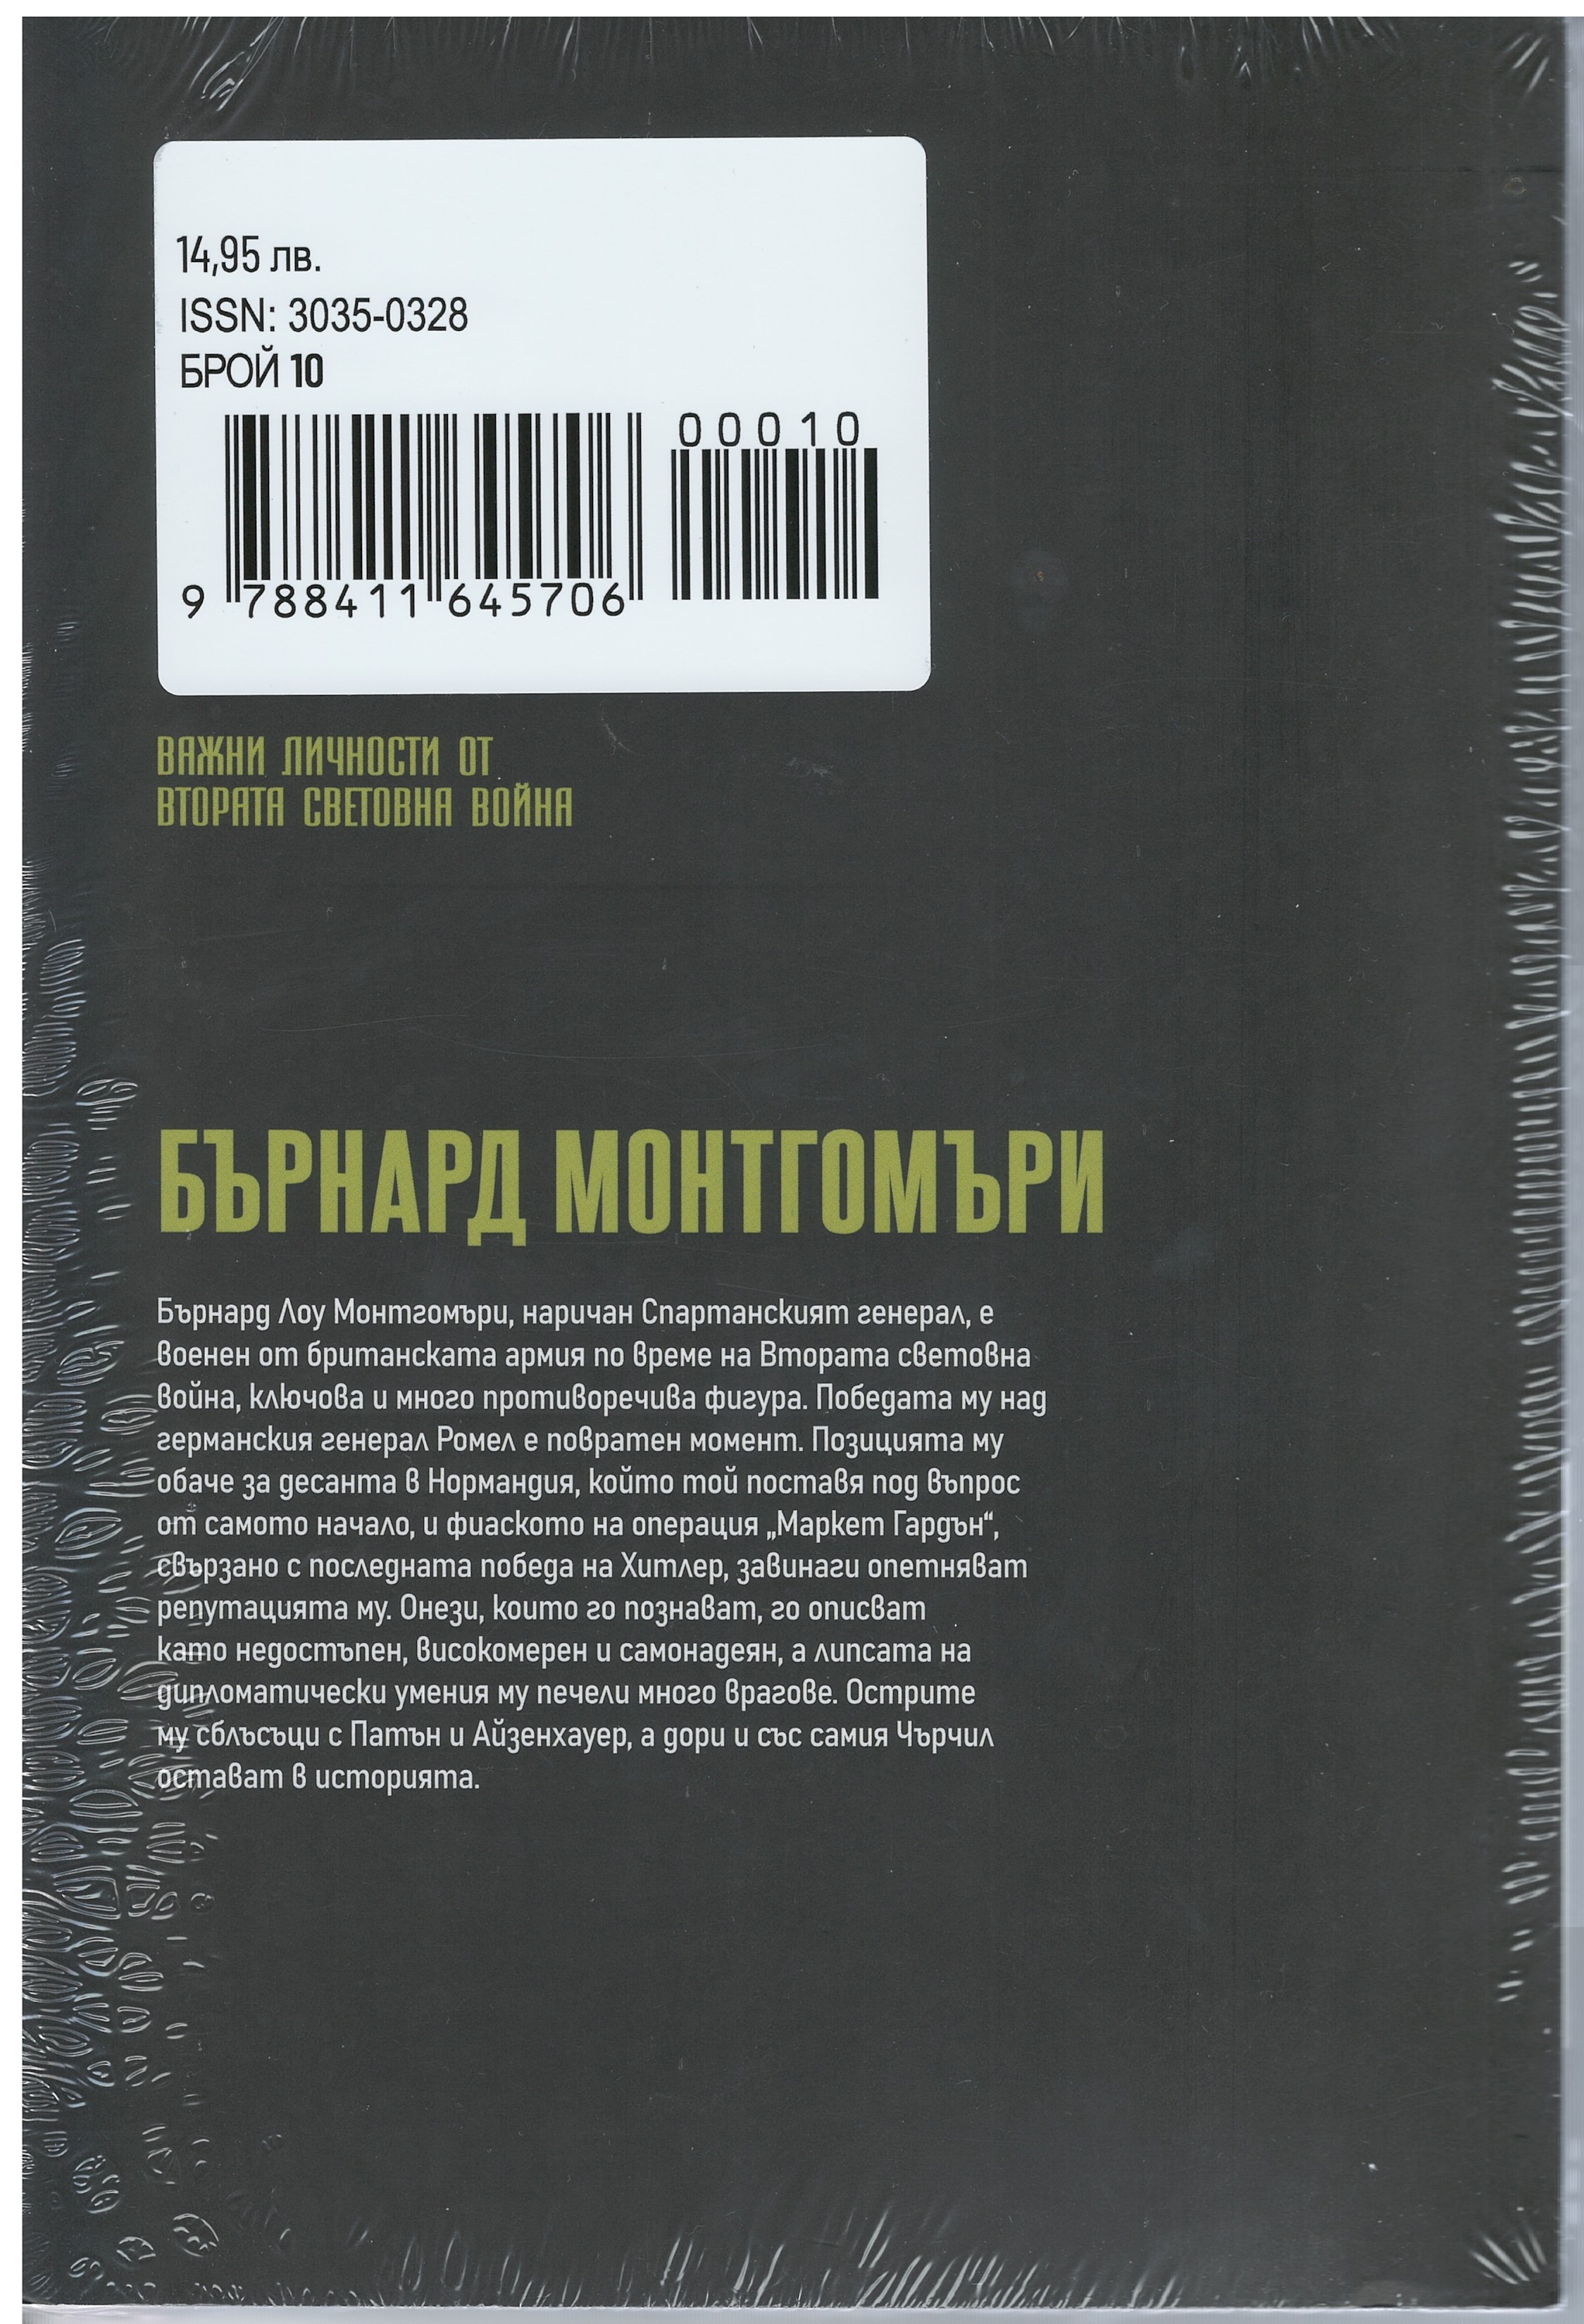 14,95 лв.
ISSN: 3035-0328
БРОЙ 10
00010
9 788411 645706
ВАЖНИ ЛИЧНОСТИ ОТ
ВТОРАТА СВЕТОВНА ВОЙНА
БЪРНАРД МОНТГОМЪРИ
Бърнард Лоу Монтгомъри, наричан Спартанският генерал, е
военен от британската армия по време на Втората световна
война, ключова и много противоречива фигура. Победата му над
германския генерал Ромел е повратен момент. Позицията му
обаче за десанта в Нормандия, който той поставя под въпрос
от самото начало, и фиаското на операция „Маркет Гардън“,
свързано с последната победа на Хитлер, завинаги опетняват
репутацията му. Онези, които го познават, го описват
като недостъпен, високомерен и самонадеян, а липсата на
дипломатически умения му печели много врагове. Острите
му сблъсъци с Патън и Айзенхауер, а дори и със самия Чърчил
остават в историята.